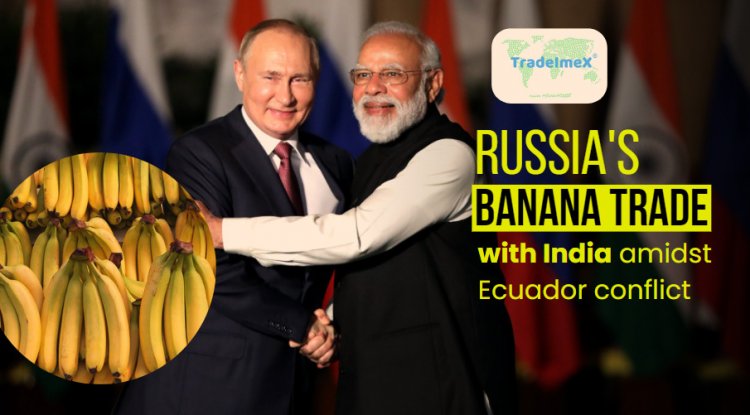 TradeImeX®
RUSSIA'S
BANANA TRADE
with India amidst
Ecuador conflict